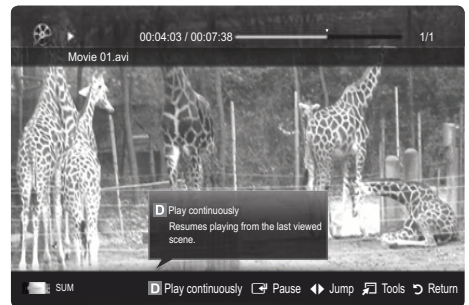 00:04:03 / 00:07:38 1/1
Movie 01.avi
D Play continuously
Resumes playing from the last viewed
scene.
SUM D Play continuously Pause Jump Tools Return